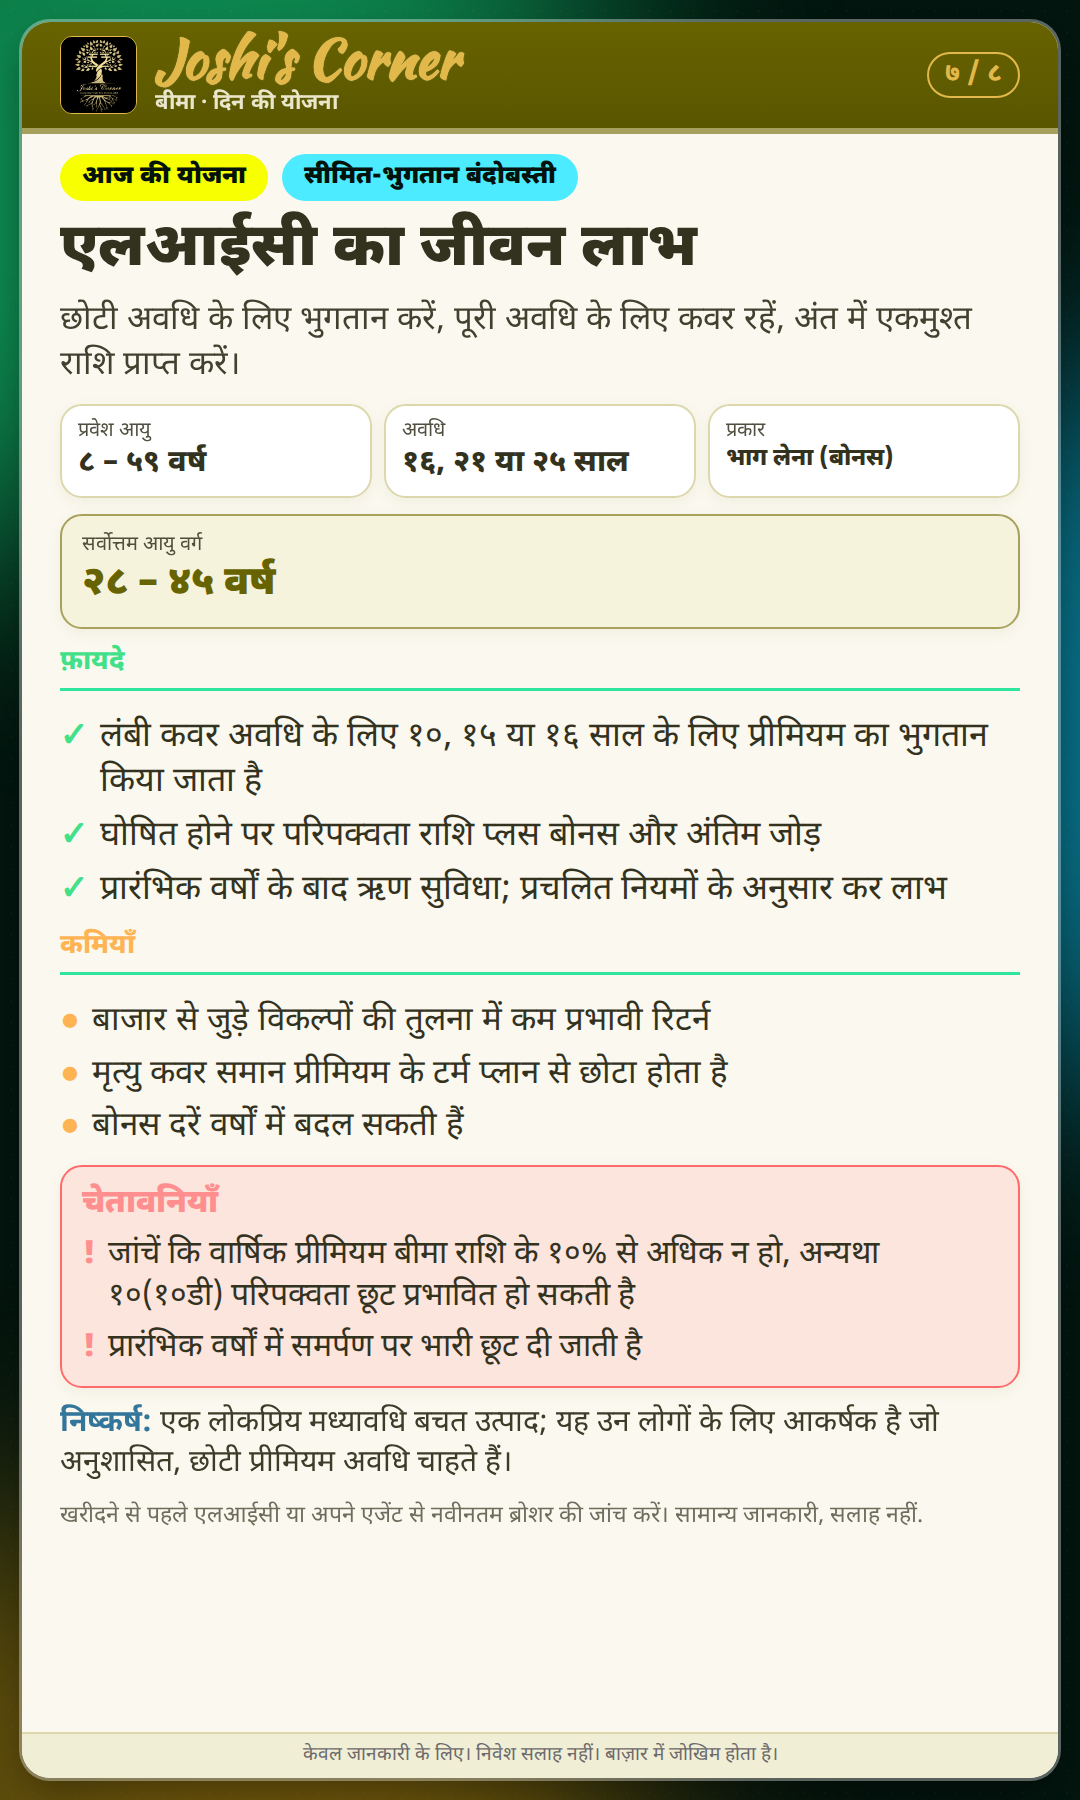 Joshi's Corner
बीमा · दिन की योजना
७ / ८
आज की योजना
सीमित-भुगतान बंदोबस्ती
एलआईसी का जीवन लाभ
छोटी अवधि के लिए भुगतान करें, पूरी अवधि के लिए कवर रहें, अंत में एकमुश्त
राशि प्राप्त करें।
प्रवेश आयु
८ – ५९ वर्ष
अवधि
१६, २१ या २५ साल
प्रकार
भाग लेना (बोनस)
सर्वोत्तम आयु वर्ग
२८ – ४५ वर्ष
फ़ायदे
✓ लंबी कवर अवधि के लिए १०, १५ या १६ साल के लिए प्रीमियम का भुगतान
किया जाता है
✓ घोषित होने पर परिपक्वता राशि प्लस बोनस और अंतिम जोड़
✓ प्रारंभिक वर्षों के बाद ऋण सुविधा; प्रचलित नियमों के अनुसार कर लाभ
कमियाँ
● बाजार से जुड़े विकल्पों की तुलना में कम प्रभावी रिटर्न
● मृत्यु कवर समान प्रीमियम के टर्म प्लान से छोटा होता है
● बोनस दरें वर्षों में बदल सकती हैं
चेतावनियाँ
! जांचें कि वार्षिक प्रीमियम बीमा राशि के १०% से अधिक न हो, अन्यथा
१०(१०डी) परिपक्वता छूट प्रभावित हो सकती है
! प्रारंभिक वर्षों में समर्पण पर भारी छूट दी जाती है
निष्कर्ष: एक लोकप्रिय मध्यावधि बचत उत्पाद; यह उन लोगों के लिए आकर्षक है जो
अनुशासित, छोटी प्रीमियम अवधि चाहते हैं।
खरीदने से पहले एलआईसी या अपने एजेंट से नवीनतम ब्रोशर की जांच करें। सामान्य जानकारी, सलाह नहीं.
केवल जानकारी के लिए। निवेश सलाह नहीं। बाज़ार में जोखिम होता है।